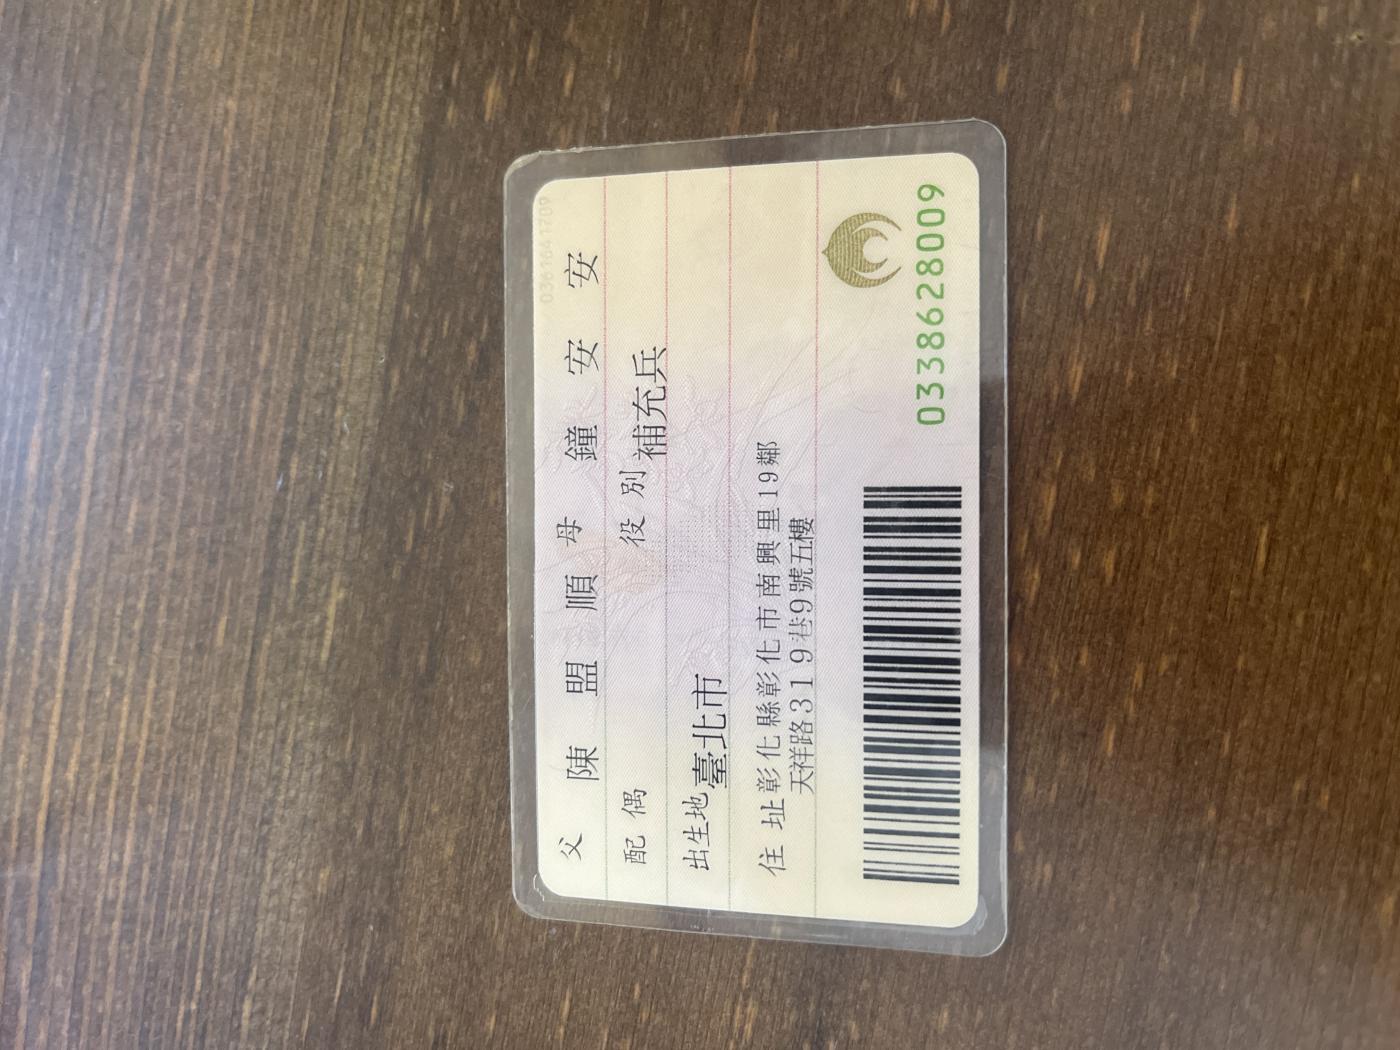 0361641709
父 陳盟順 母 鐘安安
配偶 役別 補充兵
出生地 臺北市
住址 彰化縣彰化市南興里19鄰
天祥路319巷9號五樓
0338628009